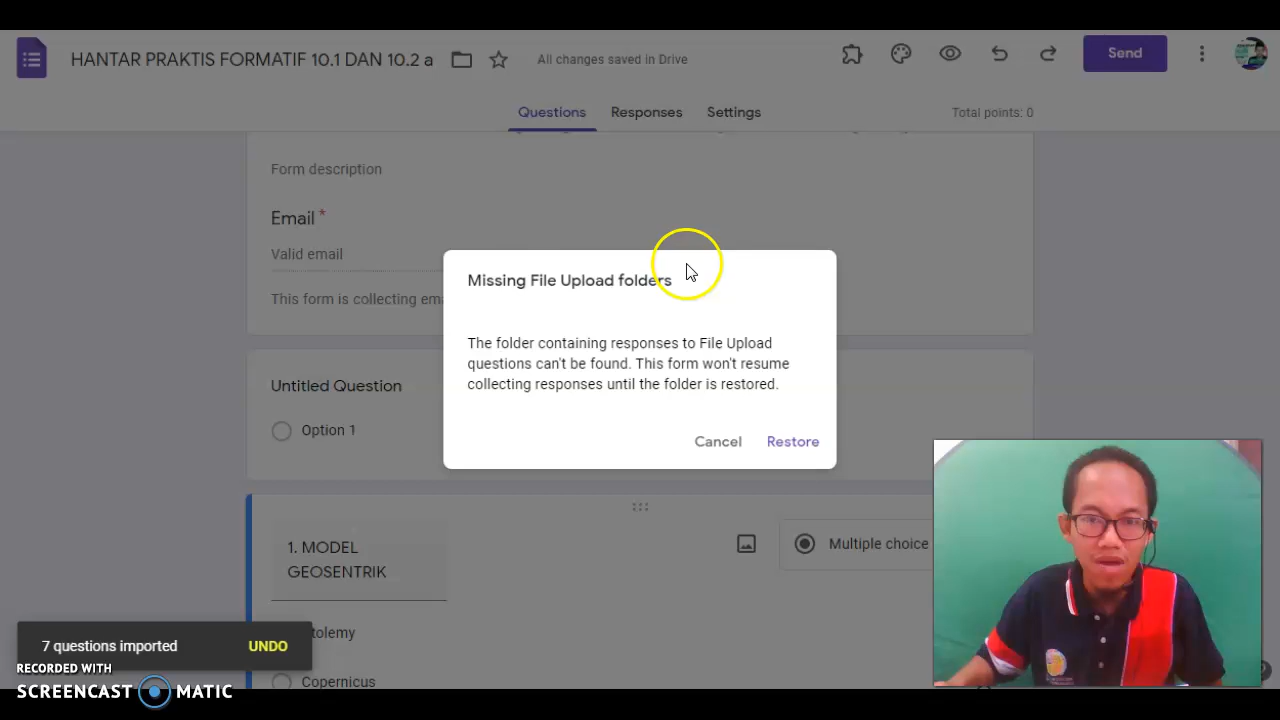 HANTAR PRAKTIS FORMATIF 10.1 DAN 10.2 a
All changes saved in Drive
Send
Questions
Responses
Settings
Total points: 0
Form description
Email *
Valid email
This form is collecting ema
Missing File Upload folders
The folder containing responses to File Upload
questions can't be found. This form won't resume
collecting responses until the folder is restored.
Cancel
Restore
Untitled Question
Option 1
1. MODEL
GEOSENTRIK
Multiple choice
tolemy
Copernicus
7 questions imported
UNDO
RECORDED WITH
SCREENCAST MATIC